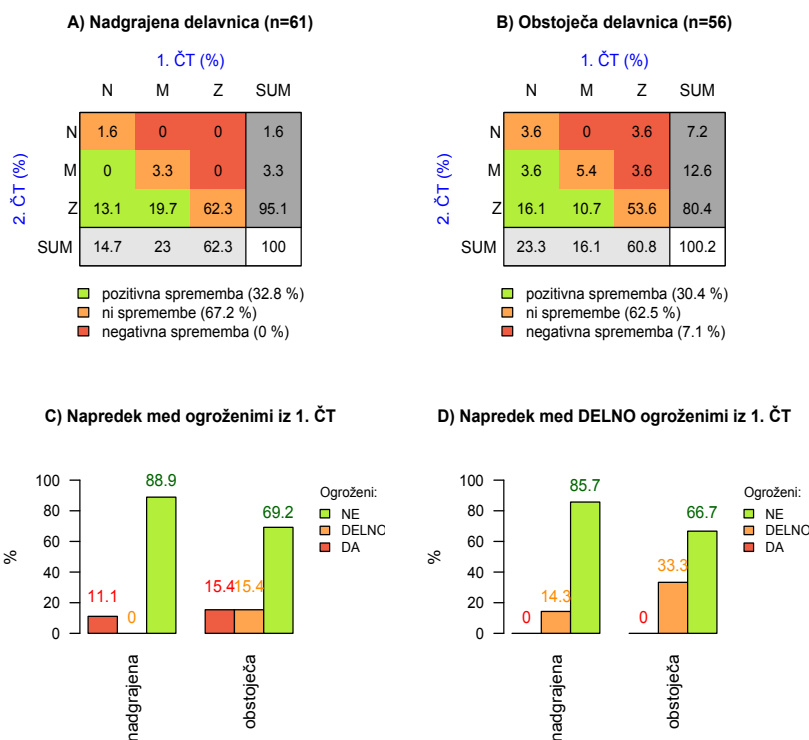 A) Nadgrajena delavnica (n=61)
1. ČT (%)
N M Z SUM
2. ČT (%)
N 1.6 0 0 1.6
M 0 3.3 0 3.3
Z 13.1 19.7 62.3 95.1
SUM 14.7 23 62.3 100
pozitivna sprememba (32.8 %)
ni spremembe (67.2 %)
negativna sprememba (0 %)
B) Obstoječa delavnica (n=56)
1. ČT (%)
N M Z SUM
2. ČT (%)
N 3.6 0 3.6 7.2
M 3.6 5.4 3.6 12.6
Z 16.1 10.7 53.6 80.4
SUM 23.3 16.1 60.8 100.2
pozitivna sprememba (30.4 %)
ni spremembe (62.5 %)
negativna sprememba (7.1 %)
C) Napredek med ogroženimi iz 1. ČT
%
100
80
60
40
20
0
11.1 0 88.9
15.4 15.4 69.2
nadgrajena
obstoječa
Ogroženi:
NE
DELNO
DA
D) Napredek med DELNO ogroženimi iz 1. ČT
%
100
80
60
40
20
0
0 14.3 85.7
0 33.3 66.7
nadgrajena
obstoječa
Ogroženi:
NE
DELNO
DA